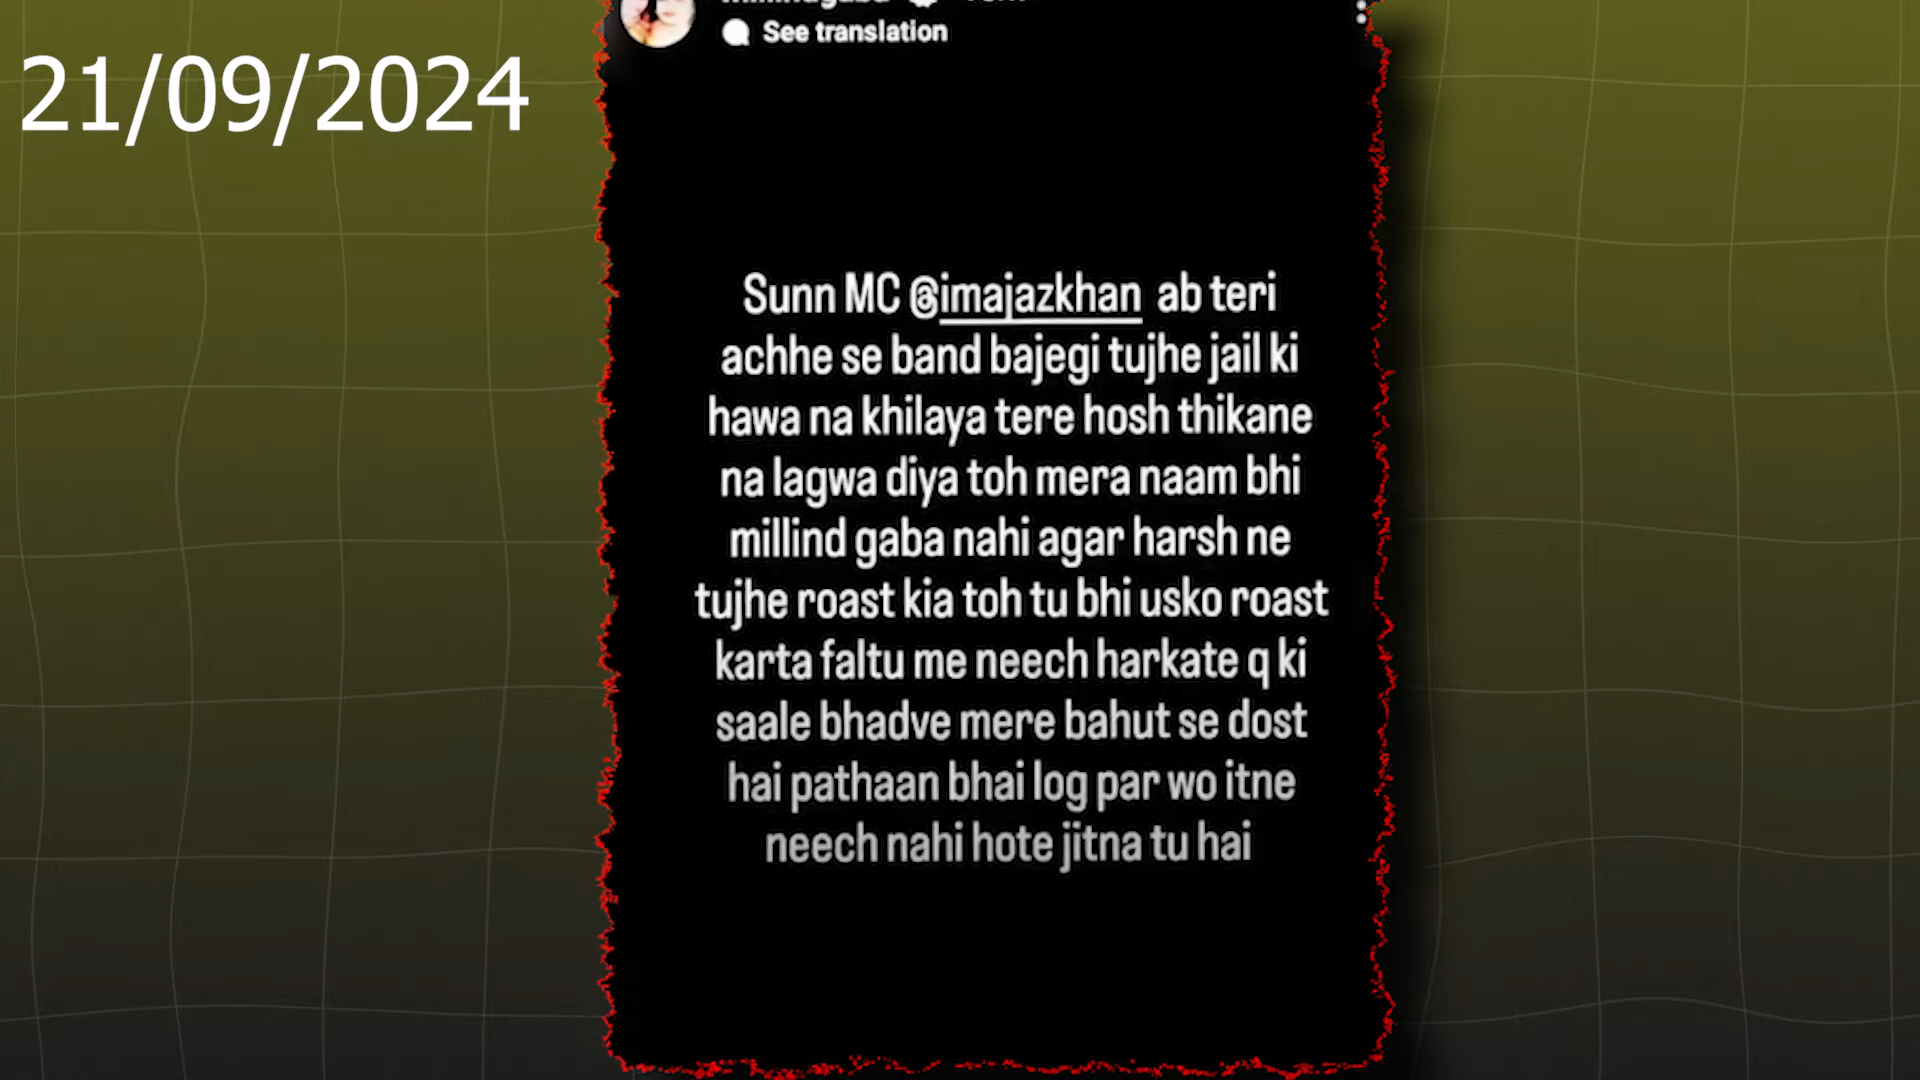 See translation
21/09/2024
Sunn MC @imajazkhan ab teri
achhe se band bajegi tujhe jail ki
hawa na khilaya tere hosh thikane
na lagwa diya toh mera naam bhi
millind gaba nahi agar harsh ne
tujhe roast kia toh tu bhi usko roast
karta faltu me neech harkate q ki
saale bhadve mere bahut se dost
hai pathaan bhai log par wo itne
neech nahi hote jitna tu hai